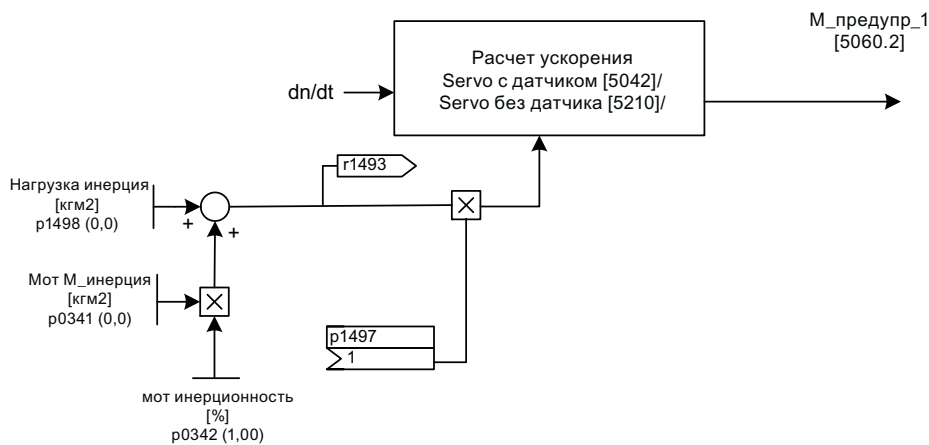 М_предупр_1
[5060.2]
Расчет ускорения
Servo с датчиком [5042]/
Servo без датчика [5210]/
dn/dt
r1493
Нагрузка инерция
[кгм2]
p1498 (0,0)
+
+
Мот М_инерция
[кгм2]
p0341 (0,0)
p1497
1
мот инерционность
[%]
p0342 (1,00)